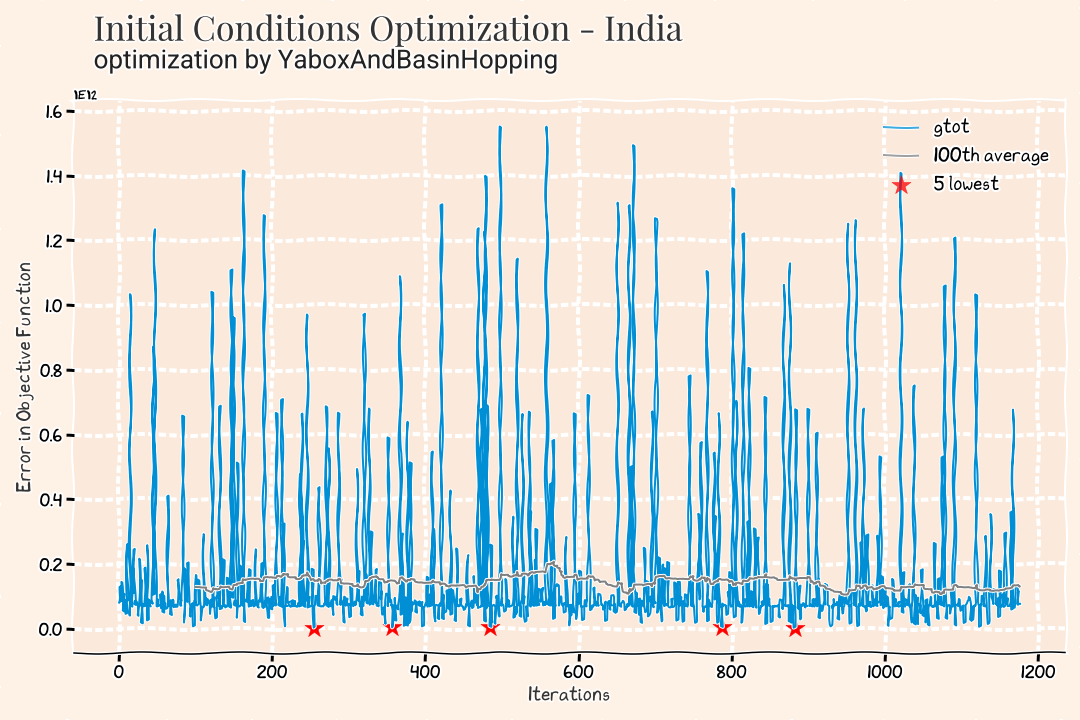 Initial Conditions Optimization - India
optimization by YaboxAndBasinHopping
1E12
1.6
1.4
1.2
1.0
0.8
0.6
0.4
0.2
0.0
Error in Objective Function
gtot
100th average
5 lowest
0 200 400 600 800 1000 1200
Iterations